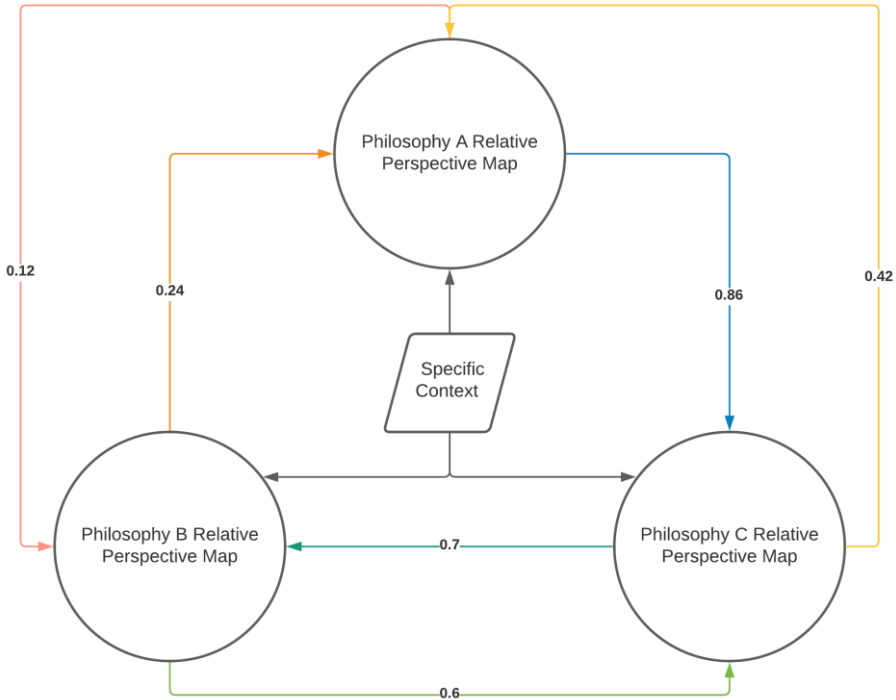 Philosophy A Relative
Perspective Map
0.12
0.42
0.24
0.86
Specific
Context
Philosophy B Relative
Perspective Map
Philosophy C Relative
Perspective Map
0.7
0.6